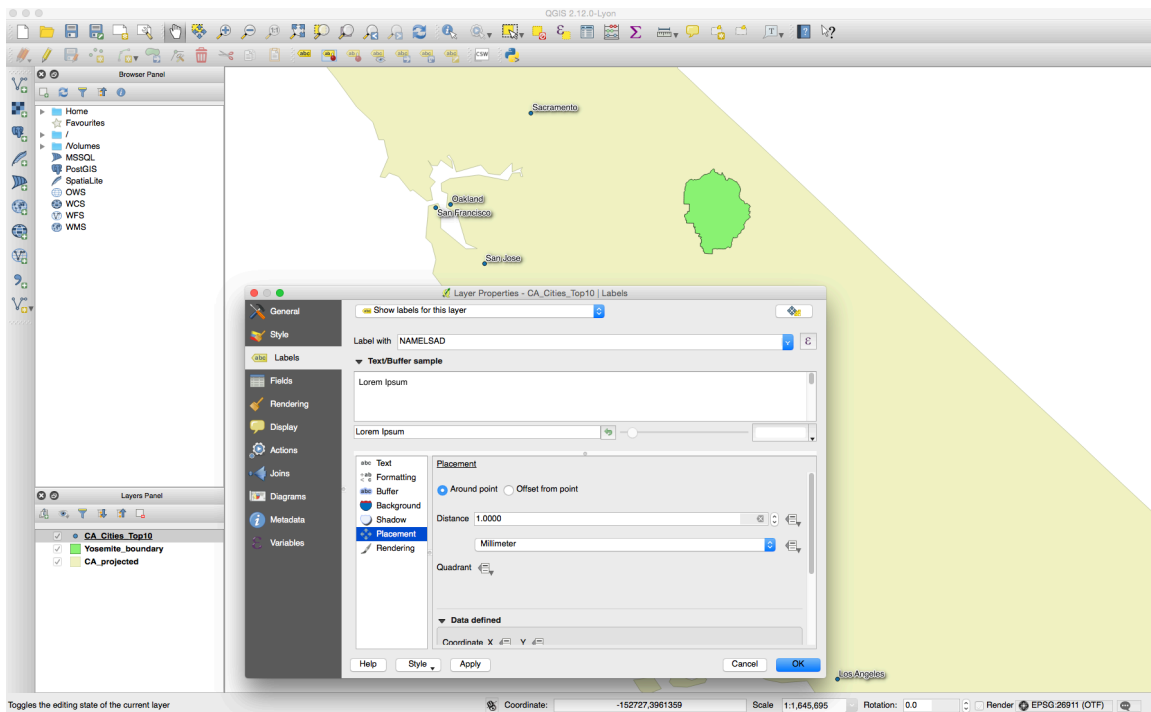 QGIS 2.12.0-Lyon
CSW
Browser Panel
Home
Favourites
/
/Volumes
MSSQL
PostGIS
SpatiaLite
OWS
WCS
WFS
WMS
Sacramento
Oakland
San Francisco
San Jose
Layer Properties - CA_Cities_Top10 | Labels
General
Style
Labels
Fields
Rendering
Display
Actions
Joins
Diagrams
Metadata
Variables
Show labels for this layer
Label with NAMELSAD
Text/Buffer sample
Lorem Ipsum
Lorem Ipsum
Text
Formatting
Buffer
Background
Shadow
Placement
Rendering
Placement
Around point Offset from point
Distance 1.0000
Millimeter
Quadrant
Data defined
Coordinate X Y
Help Style Apply Cancel OK
Layers Panel
CA_Cities_Top10
Yosemite_boundary
CA_projected
Los Angeles
Toggles the editing state of the current layer Coordinate: -152727,3961359 Scale 1:1,645,695 Rotation: 0.0 Render EPSG:26911 (OTF)